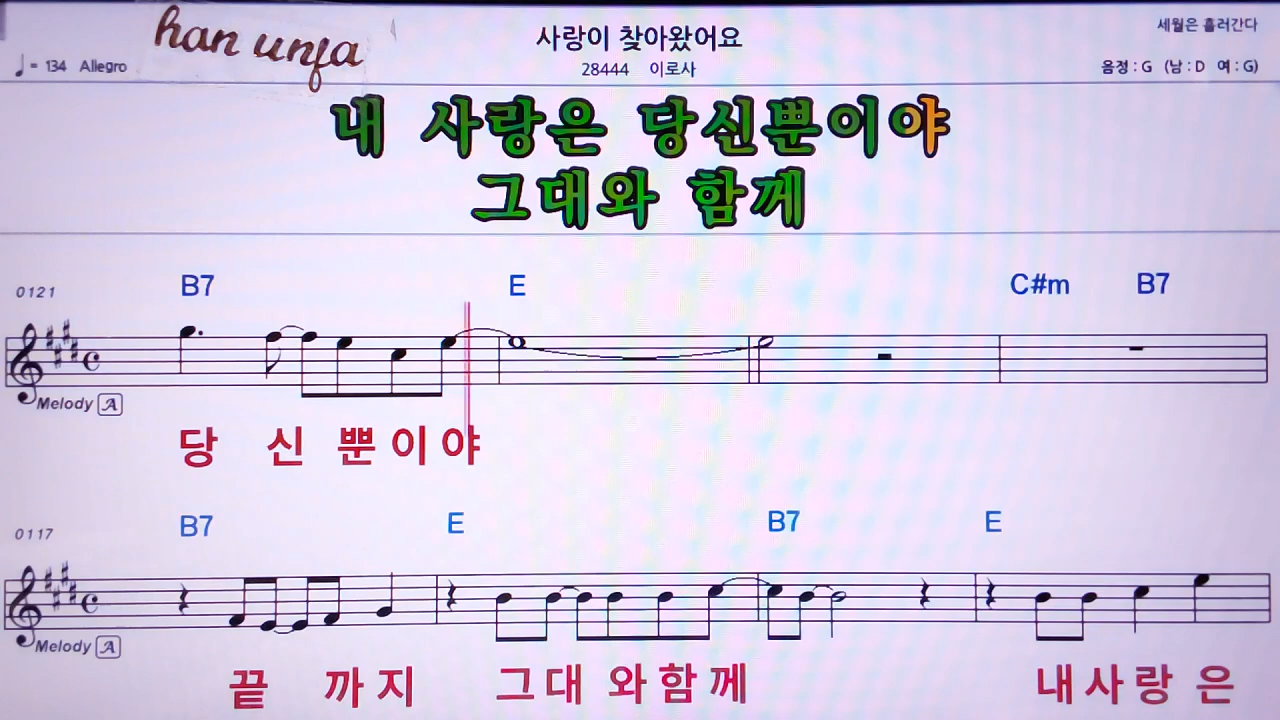 han unja
사랑이 찾아왔어요
세월은 흘러간다
♩= 134 Allegro
28444 이로사
음정 : G (남 : D 여 : G)
내 사랑은 당신뿐이야
그대와 함께
0121 B7 E C#m B7
Melody A
당 신 뿐 이 야
0117 B7 E B7 E
Melody A
끝 까 지 그 대 와 함 께 내 사 랑 은